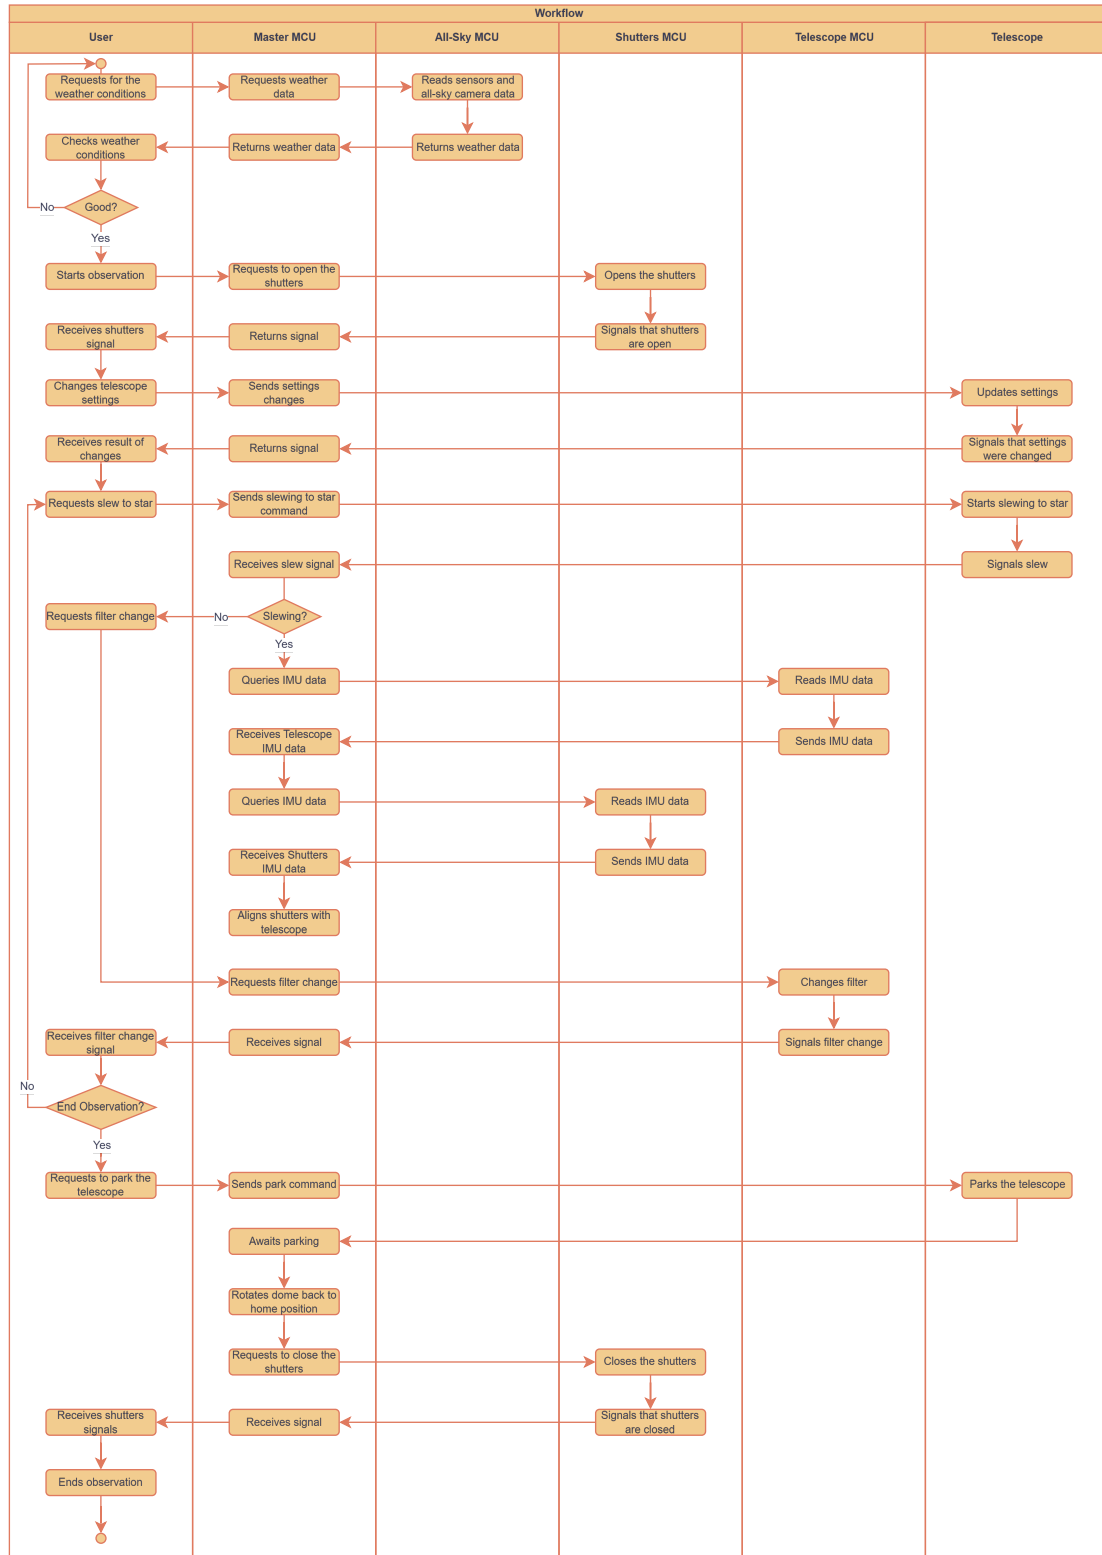 Workflow
User
Master MCU
All-Sky MCU
Shutters MCU
Telescope MCU
Telescope
Requests for the
weather conditions
Requests weather
data
Reads sensors and
all-sky camera data
Checks weather
conditions
Returns weather data
Returns weather data
Good?
No
Yes
Starts observation
Requests to open the
shutters
Opens the shutters
Receives shutters
signal
Returns signal
Signals that shutters
are open
Changes telescope
settings
Sends settings
changes
Updates settings
Receives result of
changes
Returns signal
Signals that settings
were changed
Requests slew to star
Sends slewing to star
command
Starts slewing to star
Receives slew signal
Signals slew
Requests filter change
No
Slewing?
Yes
Queries IMU data
Reads IMU data
Receives Telescope
IMU data
Sends IMU data
Queries IMU data
Reads IMU data
Receives Shutters
IMU data
Sends IMU data
Aligns shutters with
telescope
Requests filter change
Changes filter
Receives filter change
signal
Receives signal
Signals filter change
No
End Observation?
Yes
Requests to park the
telescope
Sends park command
Parks the telescope
Awaits parking
Rotates dome back to
home position
Requests to close the
shutters
Closes the shutters
Receives shutters
signals
Receives signal
Signals that shutters
are closed
Ends observation